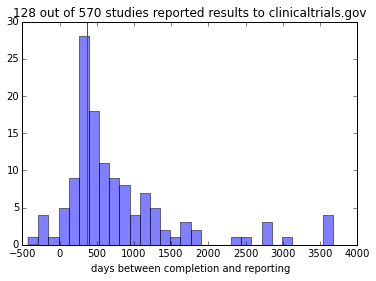 128 out of 570 studies reported results to clinicaltrials.gov
30
25
20
15
10
5
0
−500 0 500 1000 1500 2000 2500 3000 3500 4000
days between completion and reporting